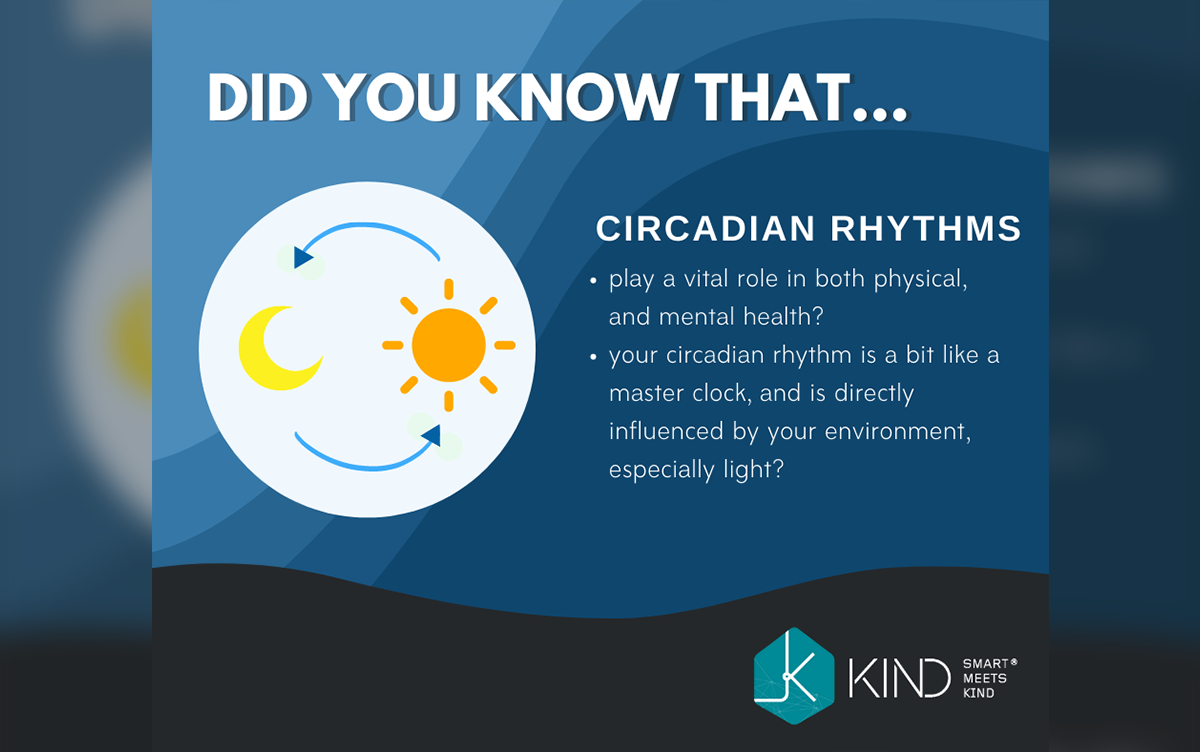 DID YOU KNOW THAT...
CIRCADIAN RHYTHMS
• play a vital role in both physical,
and mental health?
• your circadian rhythm is a bit like a
master clock, and is directly
influenced by your environment,
especially light?
K
KIND
SMART®
MEETS
KIND